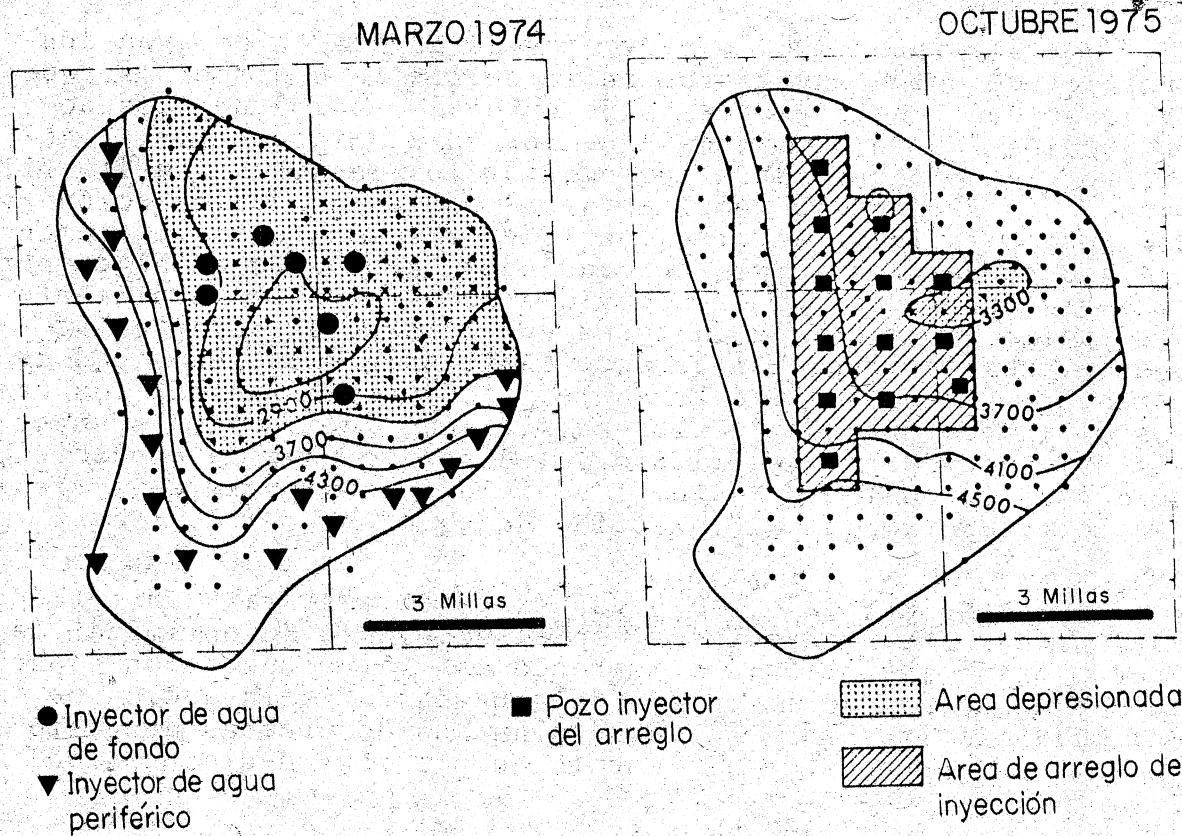 MARZO 1974
OCTUBRE 1975
2900
3700
4300
3 Millas
3300
3700
4100
4500
3 Millas
Inyector de agua
de fondo
Inyector de agua
periférico
Pozo inyector
del arreglo
Area depresionada
Area de arreglo de
inyección